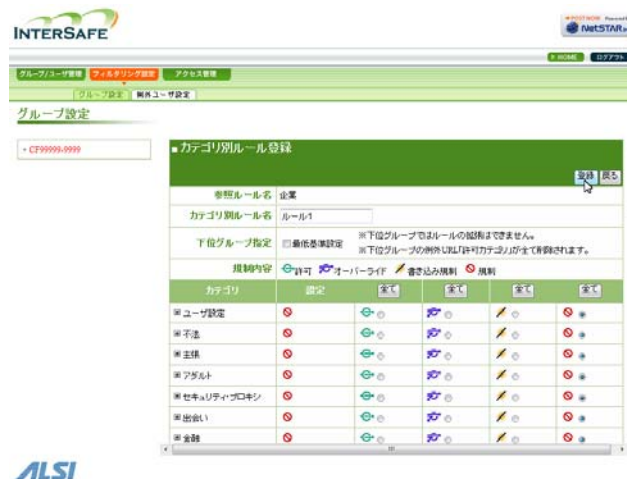 INTERSAFE
NetSTAR
HOME ログアウト
グループ/ユーザ管理 フィルタリング設定 アクセス管理
グループ設定 例外ユーザ設定
グループ設定
CF99999-9999
■カテゴリ別ルール登録
登録 戻る
参照ルール名 企業
カテゴリ別ルール名 ルール1
下位グループ指定 最低基準設定 ※下位グループではルールの拡張はできません。
※下位グループの例外URL「許可カテゴリ」が全て削除されます。
規制内容 許可 オーバーライド 書き込み規制 規制
カテゴリ 設定 全て 全て 全て 全て
ユーザ設定
不法
主張
アダルト
セキュリティ・プロキシ
出会い
金融
ALSI